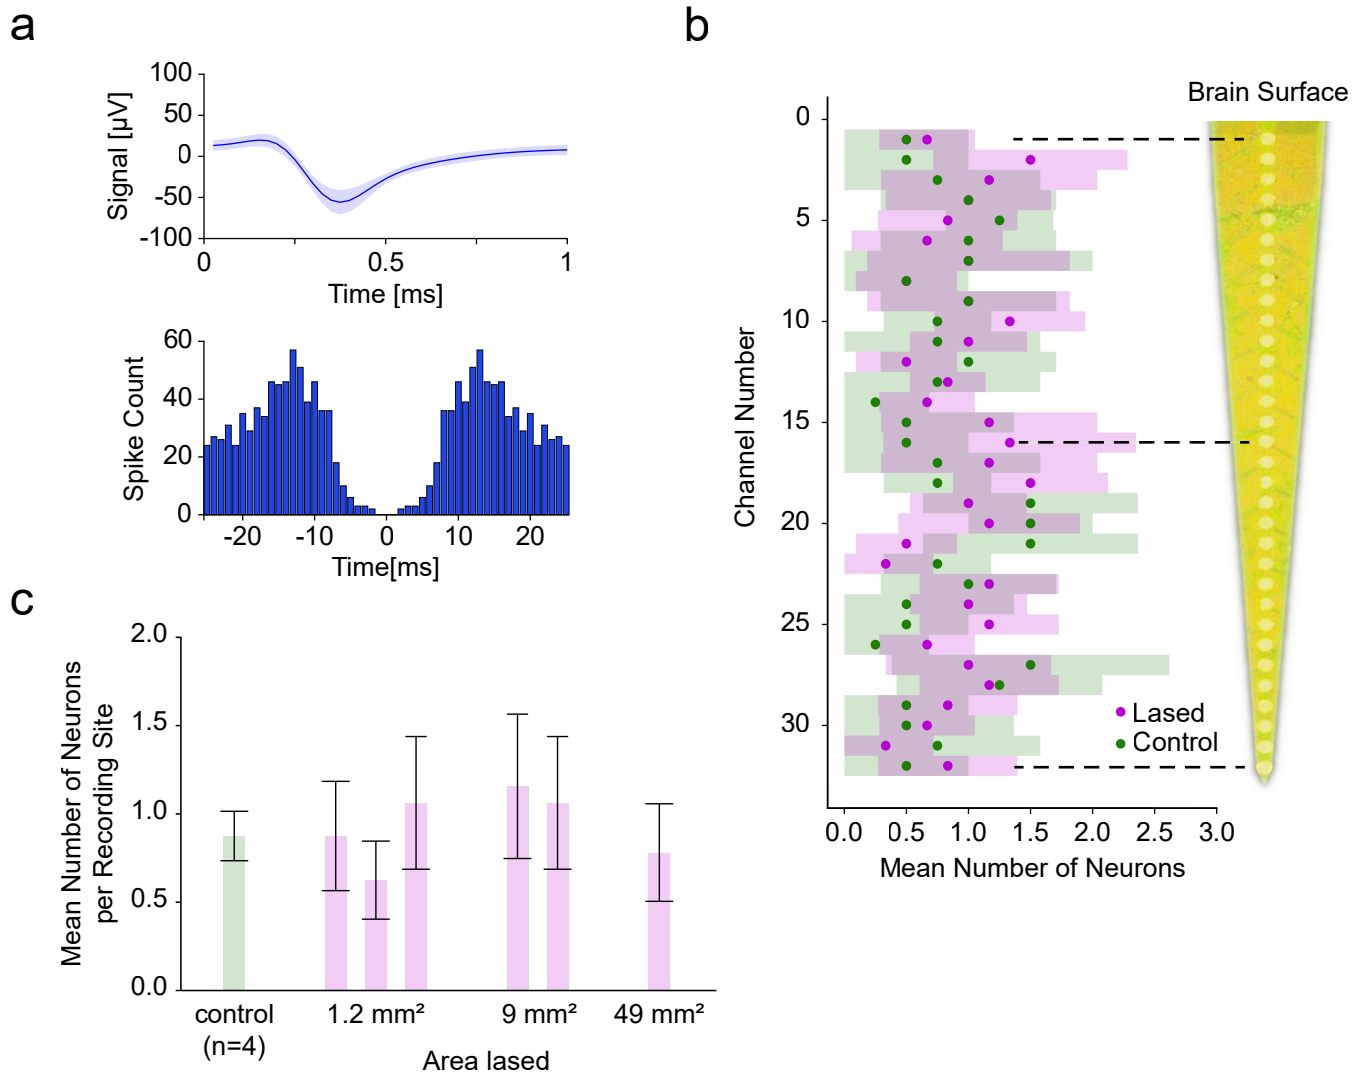 a
100
50
0
-50
-100
Signal [µV]
0
0.5
1
Time [ms]
60
40
20
0
Spike Count
-20
-10
0
10
20
Time[ms]
b
Brain Surface
0
5
10
15
20
25
30
Channel Number
Lased
Control
0.0
0.5
1.0
1.5
2.0
2.5
3.0
Mean Number of Neurons
c
2.0
1.5
1.0
0.5
0.0
Mean Number of Neurons
per Recording Site
control
(n=4)
1.2 mm²
9 mm²
49 mm²
Area lased